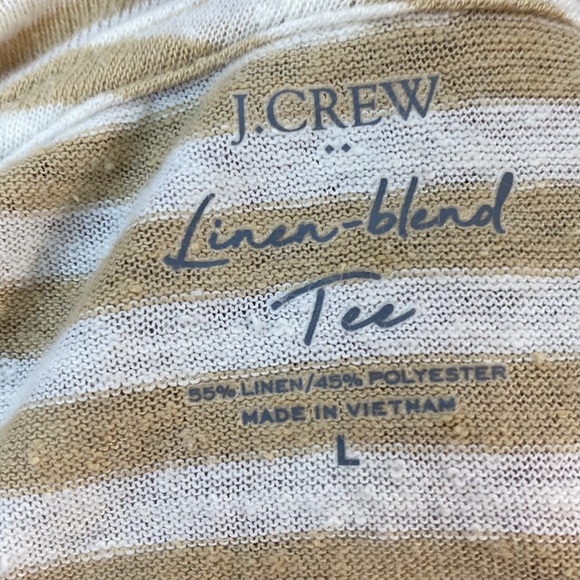 J.CREW
Linen-blend
Tee
55% LINEN/45% POLYESTER
MADE IN VIETNAM
L